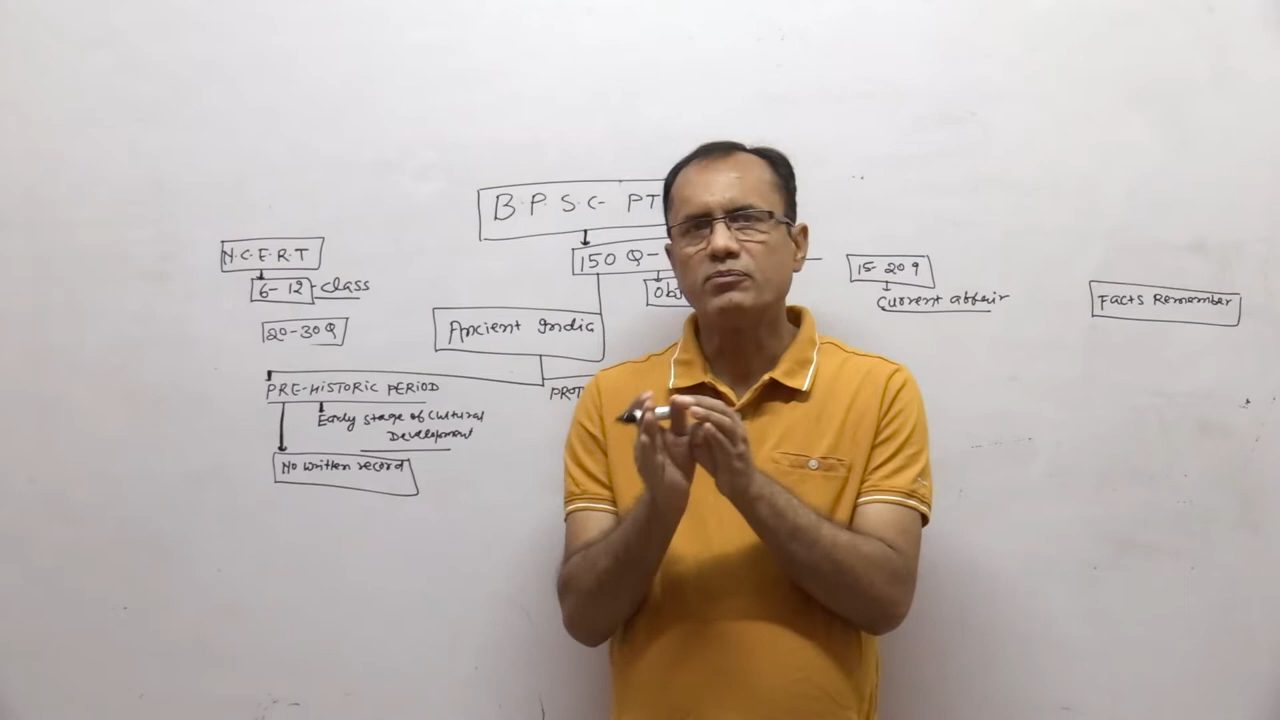 B.P.S.C- PT
N.C.E.R.T
150 Q-
15-20 q
6-12 - class
Current abbair
Facts Remember
20-30 Q
Ancient India
PRE-HISTORIC PERIOD
Early stage of Cultural
Development
No written record